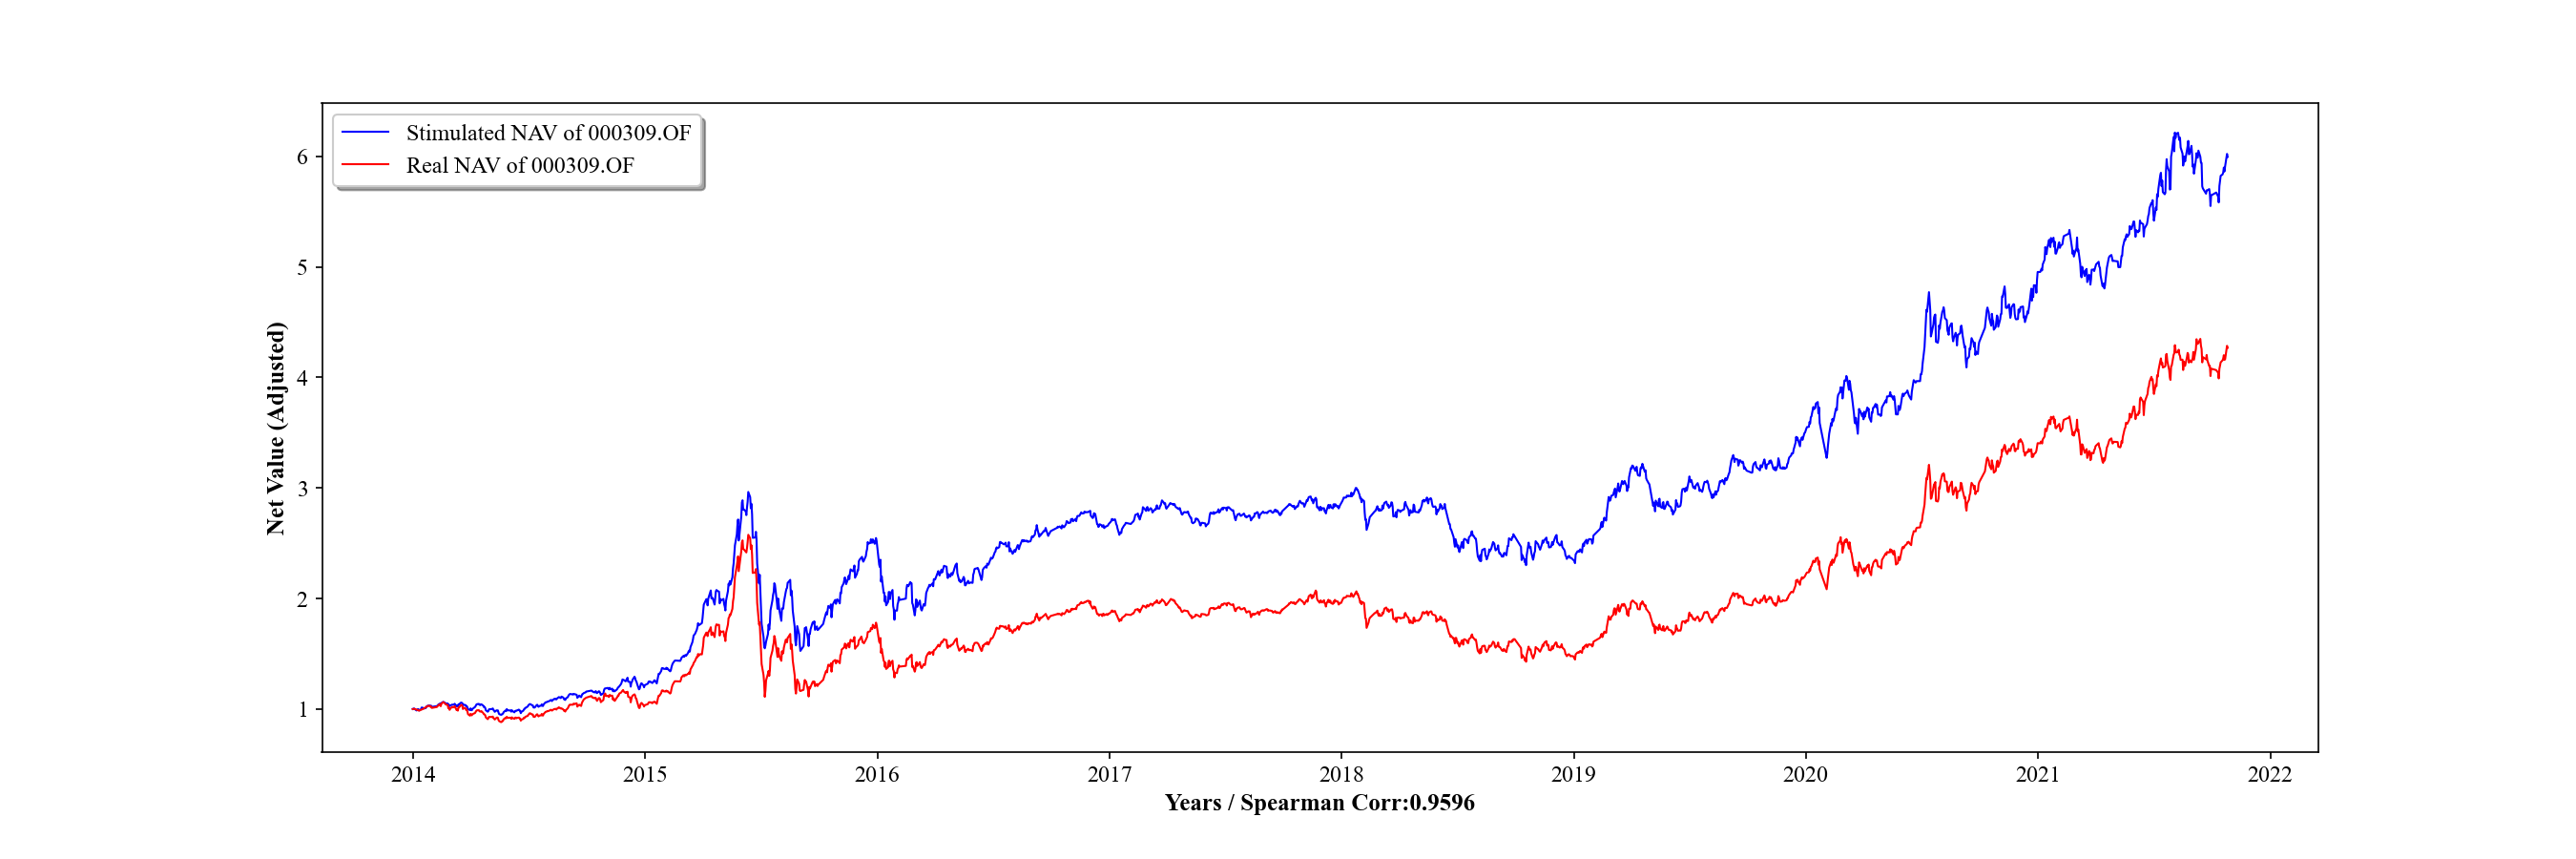 Stimulated NAV of 000309.OF
Real NAV of 000309.OF
6
5
4
3
2
1
Net Value (Adjusted)
2014 2015 2016 2017 2018 2019 2020 2021 2022
Years / Spearman Corr:0.9596